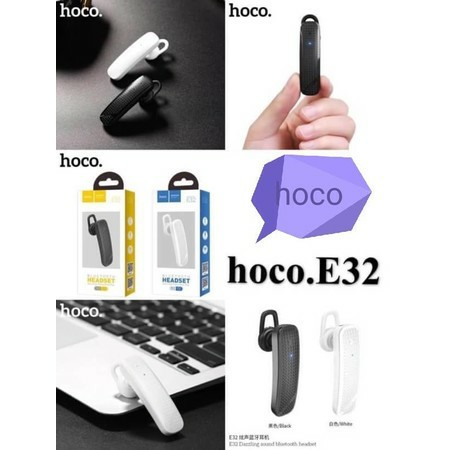 hoco.
hoco.
hoco.
hoco
HEADSET
HEADSET
hoco.E32
hoco.
黑色/Black
白色/White
E32 炫声蓝牙耳机
E32 Dazzling sound bluetooth headset